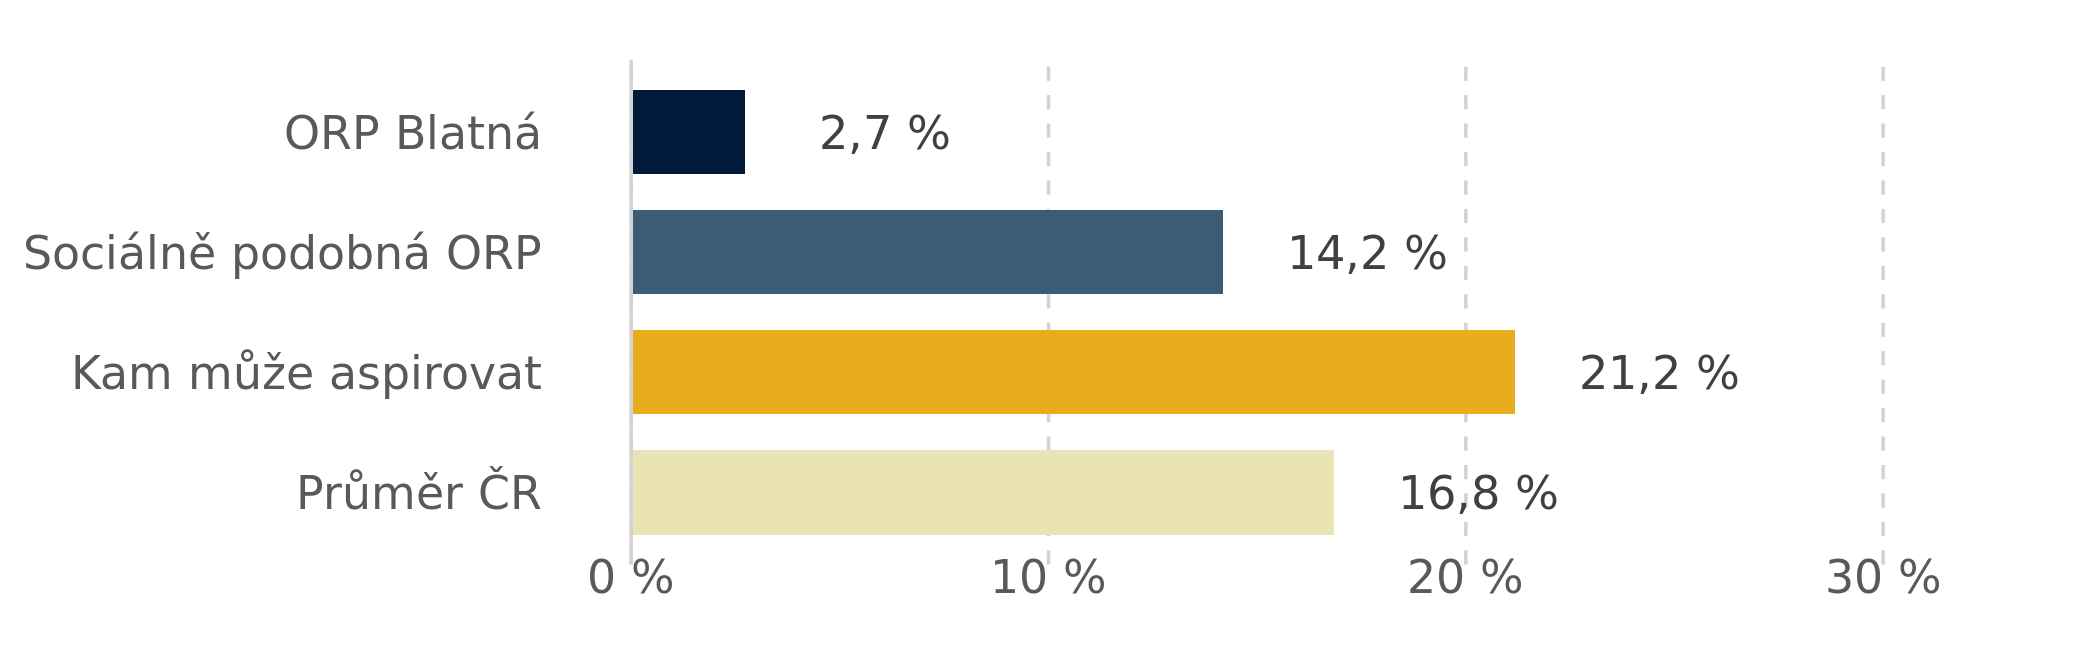 ORP Blatná 2,7 %
Sociálně podobná ORP 14,2 %
Kam může aspirovat 21,2 %
Průměr ČR 16,8 %
0 % 10 % 20 % 30 %